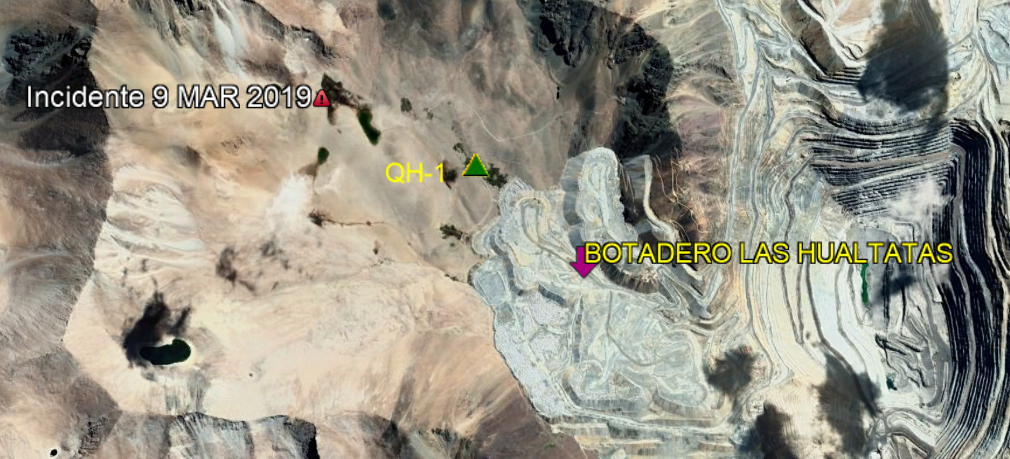 Incidente 9 MAR 2019
QH-1
BOTADERO LAS HUALTATAS